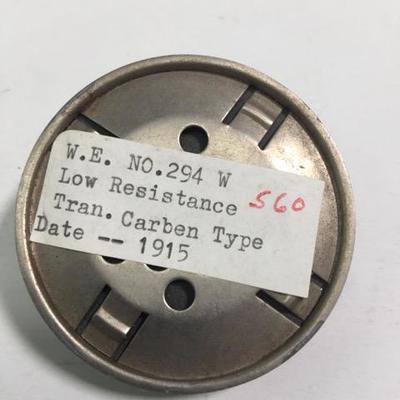 W.E. NO.294 W
Low Resistance 560
Tran. Carben Type
Date -- 1915